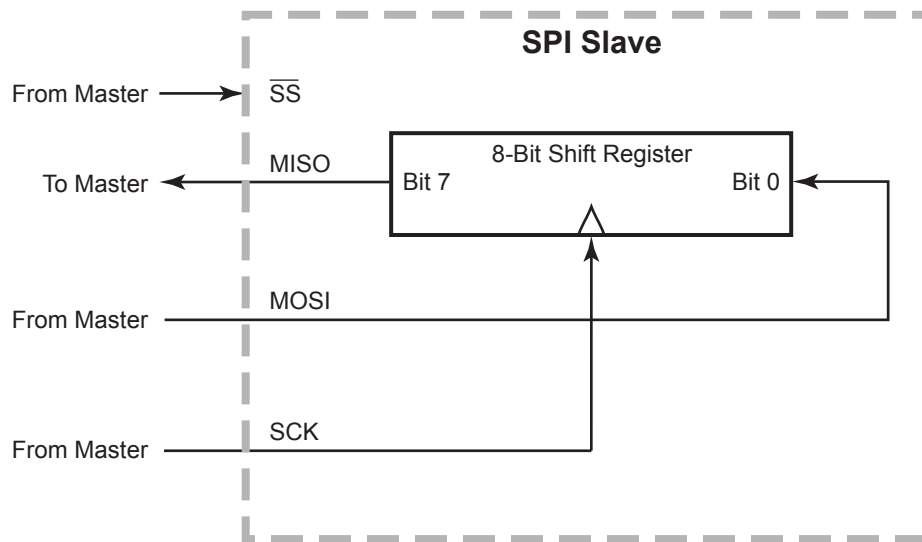 SPI Slave
From Master
S̅S̅
MISO
8-Bit Shift Register
To Master
Bit 7
Bit 0
MOSI
From Master
SCK
From Master